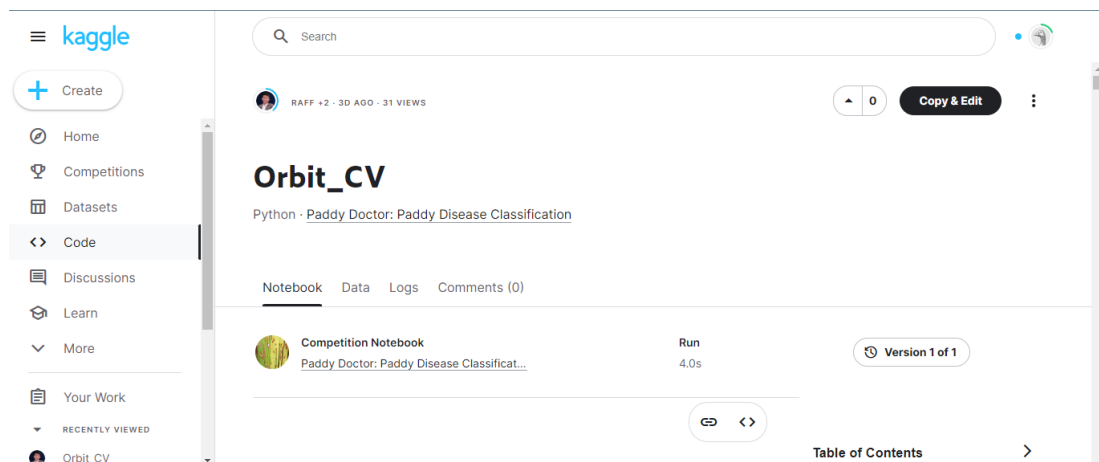 kaggle
Search
Create
RAFF +2 · 3D AGO · 31 VIEWS
0
Copy & Edit
Home
Competitions
Datasets
Code
Discussions
Learn
More
Your Work
RECENTLY VIEWED
Orbit_CV
Orbit_CV
Python · Paddy Doctor: Paddy Disease Classification
Notebook
Data
Logs
Comments (0)
Competition Notebook
Paddy Doctor: Paddy Disease Classificat...
Run
4.0s
Version 1 of 1
Table of Contents